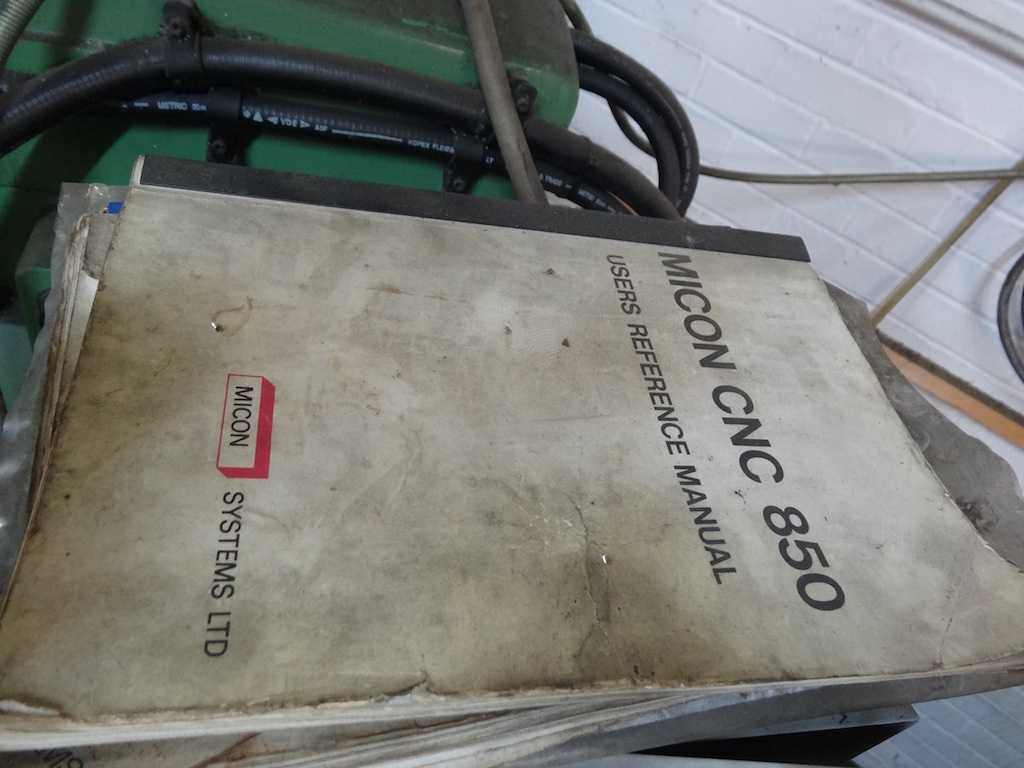 MICON CNC 850
USERS REFERENCE MANUAL
MICON
SYSTEMS LTD